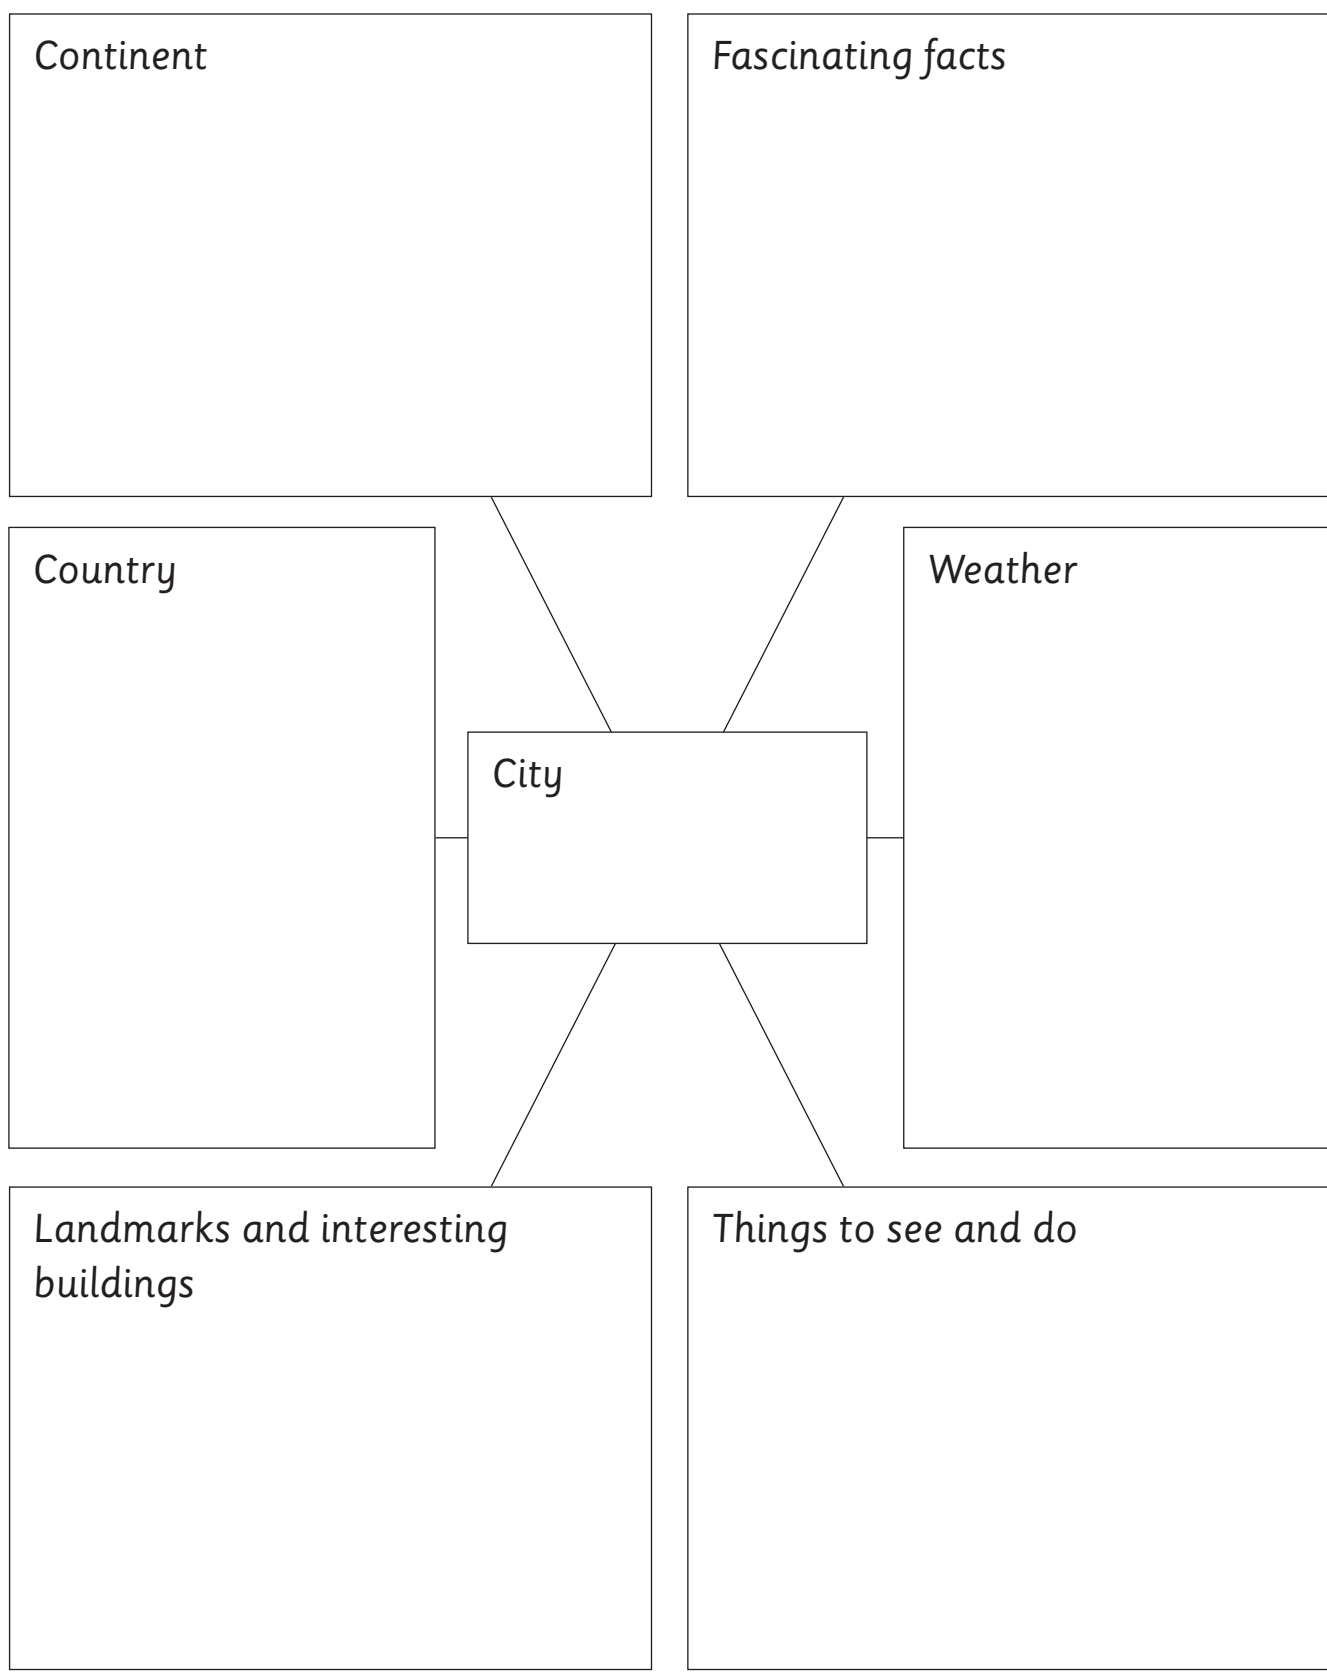 Continent
Fascinating facts
Country
Weather
City
Landmarks and interesting
buildings
Things to see and do